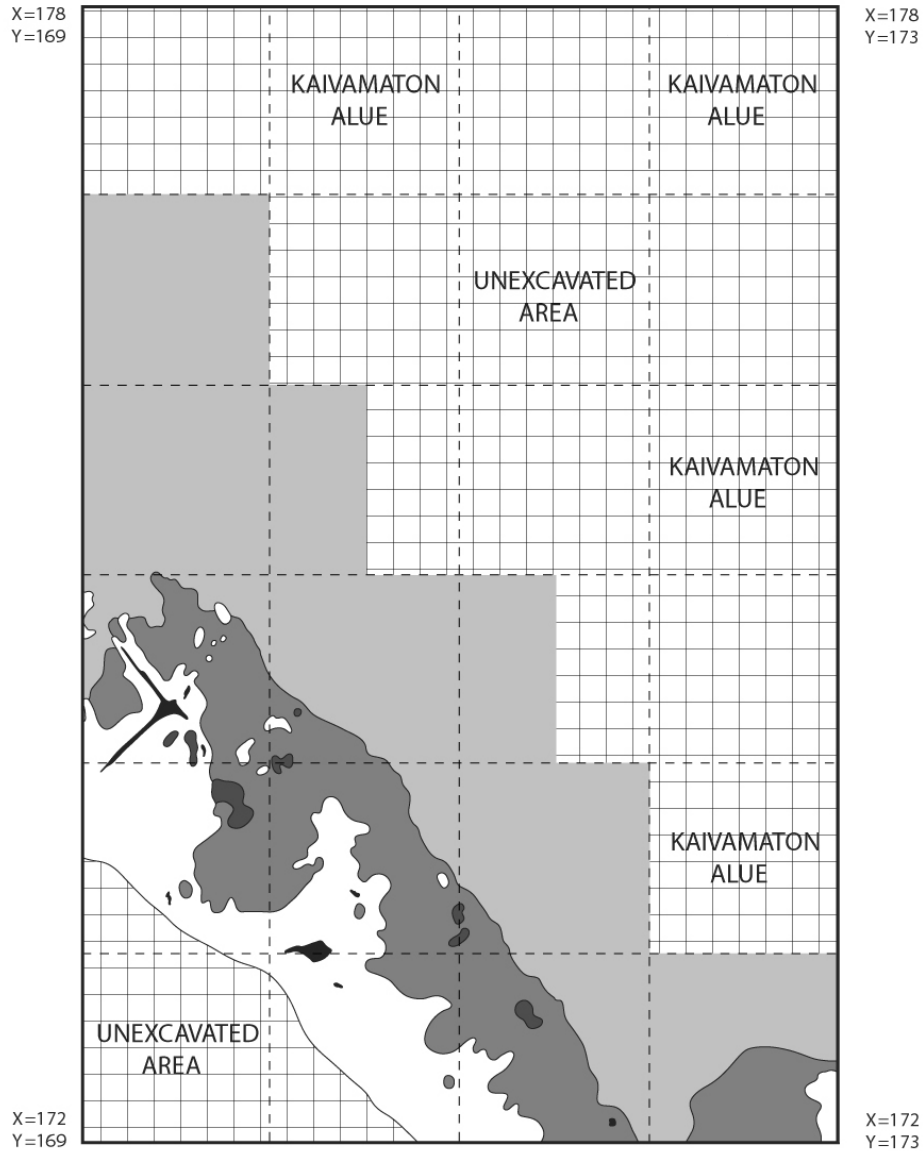 X=178
Y=169
X=178
Y=173
KAIVAMATON
ALUE
KAIVAMATON
ALUE
UNEXCAVATED
AREA
KAIVAMATON
ALUE
KAIVAMATON
ALUE
UNEXCAVATED
AREA
X=172
Y=169
X=172
Y=173